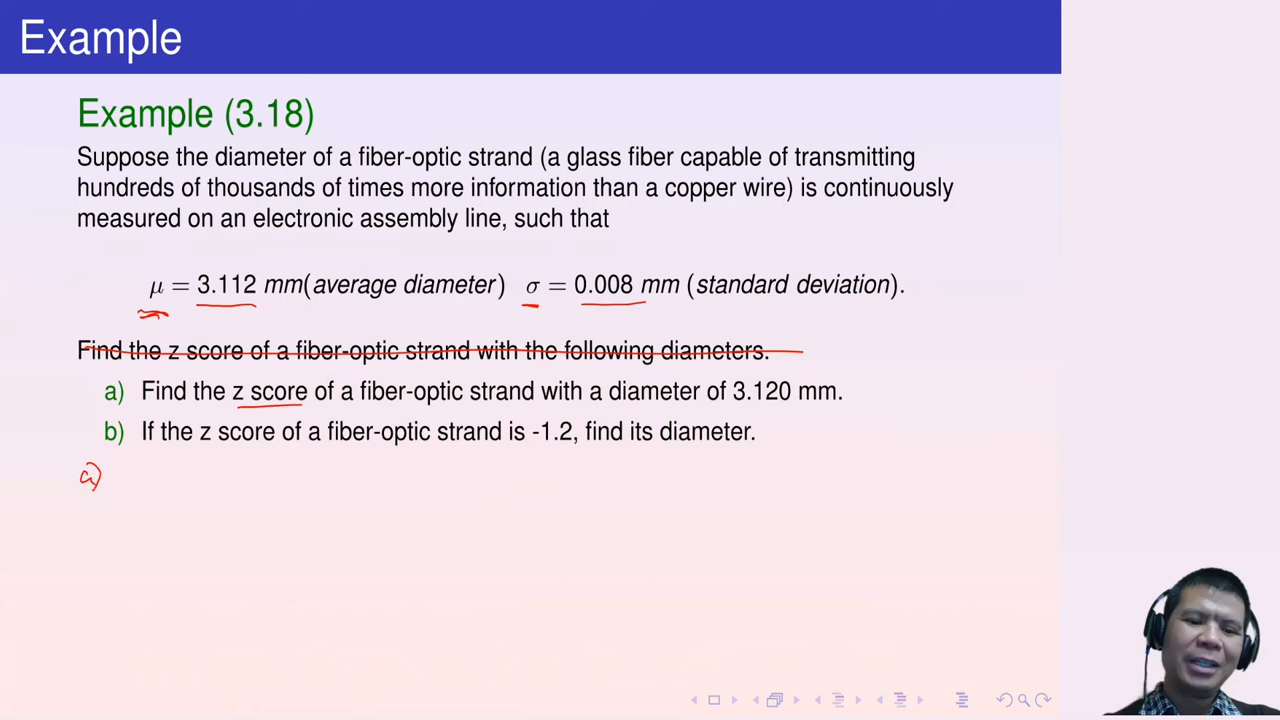 Example
Example (3.18)
Suppose the diameter of a fiber-optic strand (a glass fiber capable of transmitting
hundreds of thousands of times more information than a copper wire) is continuously
measured on an electronic assembly line, such that
μ = 3.112 mm(average diameter) σ = 0.008 mm (standard deviation).
Find the z score of a fiber-optic strand with the following diameters.
a) Find the z score of a fiber-optic strand with a diameter of 3.120 mm.
b) If the z score of a fiber-optic strand is -1.2, find its diameter.
a)